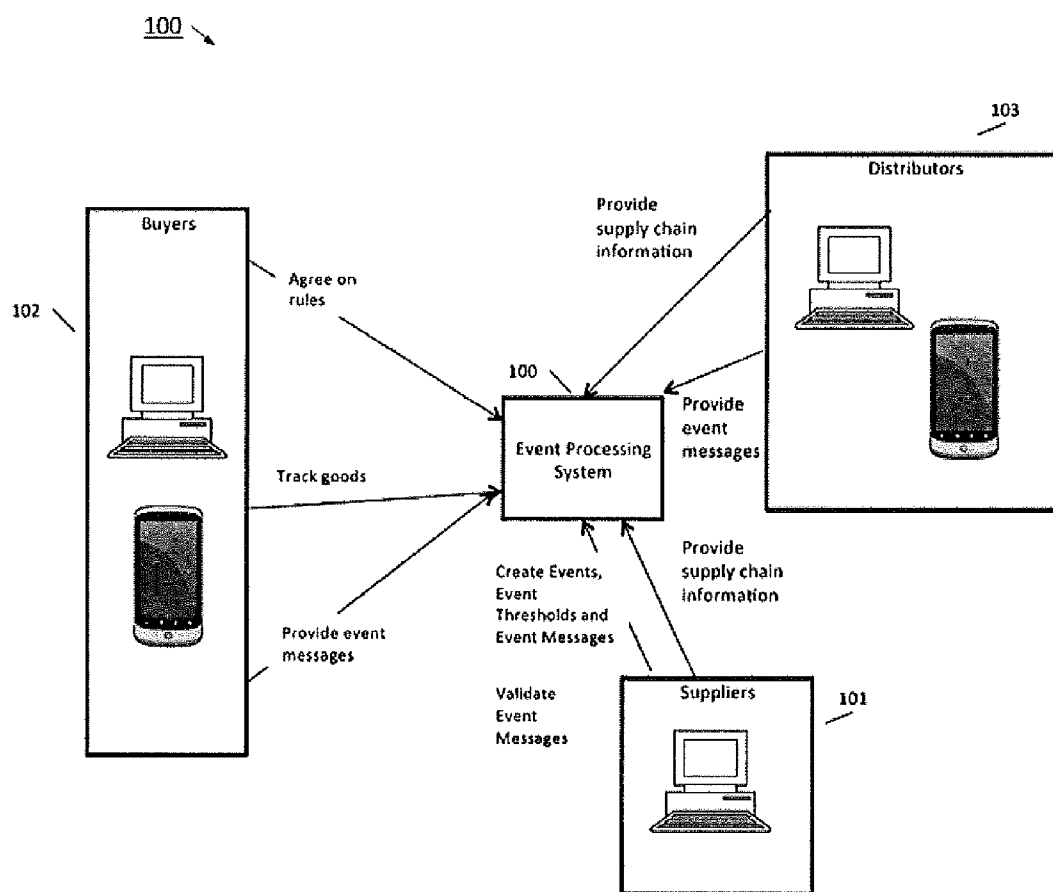 100
103
Distributors
Provide
supply chain
information
Buyers
Agree on
rules
102
100
Event Processing
System
Provide
event
messages
Track goods
Provide event
messages
Create Events,
Event
Thresholds and
Event Messages
Provide
supply chain
information
Validate
Event
Messages
Suppliers
101